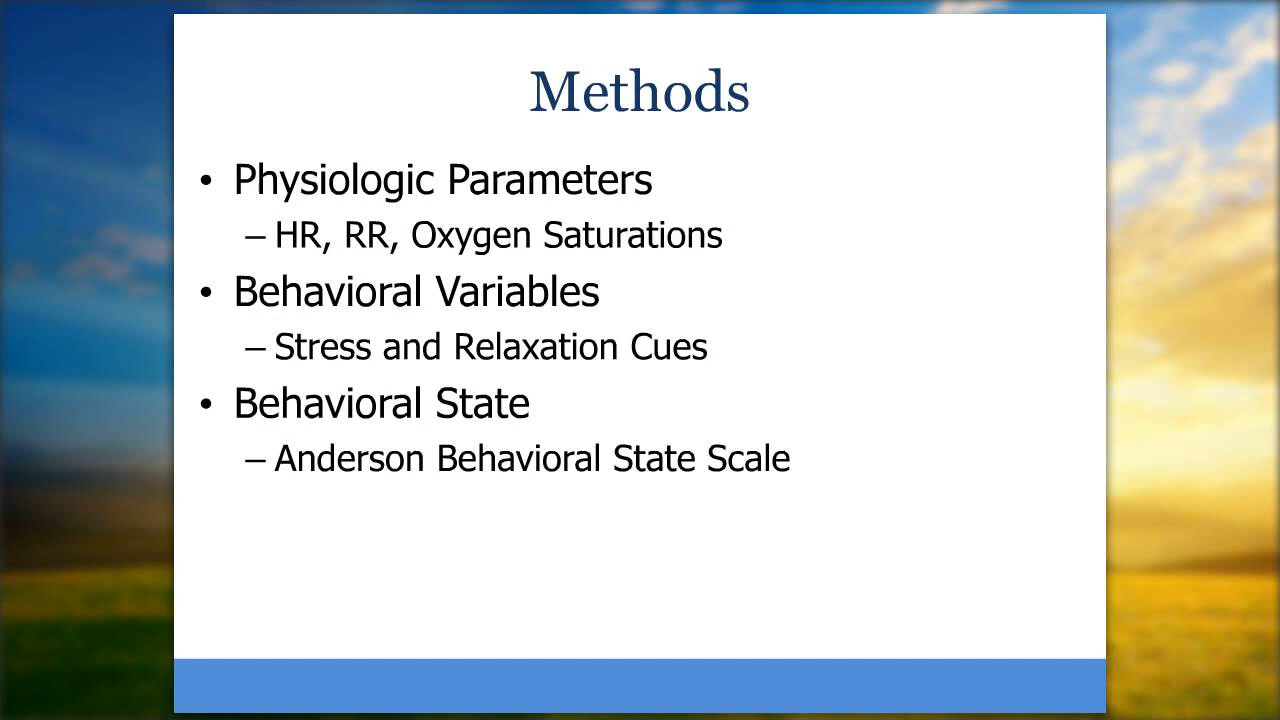 Methods
• Physiologic Parameters
– HR, RR, Oxygen Saturations
• Behavioral Variables
– Stress and Relaxation Cues
• Behavioral State
– Anderson Behavioral State Scale